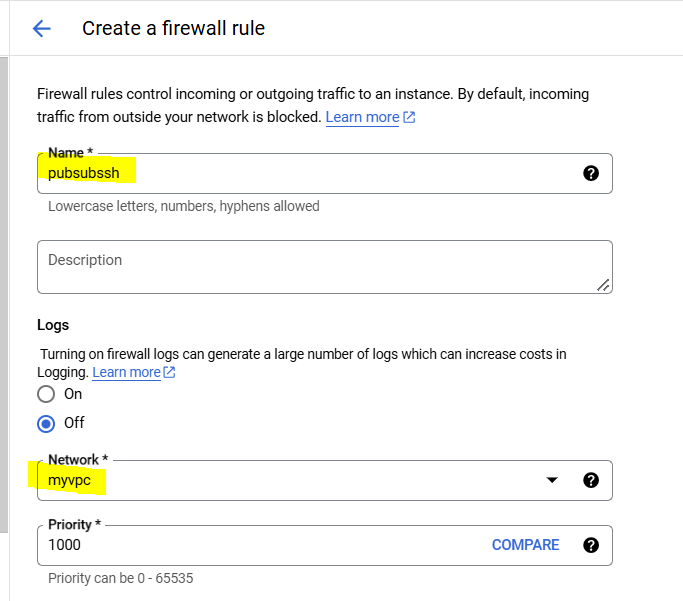 Create a firewall rule
Firewall rules control incoming or outgoing traffic to an instance. By default, incoming
traffic from outside your network is blocked. Learn more
Name *
pubsubssh
Lowercase letters, numbers, hyphens allowed
Description
Logs
Turning on firewall logs can generate a large number of logs which can increase costs in
Logging. Learn more
On
Off
Network *
myvpc
Priority *
1000 COMPARE
Priority can be 0 - 65535